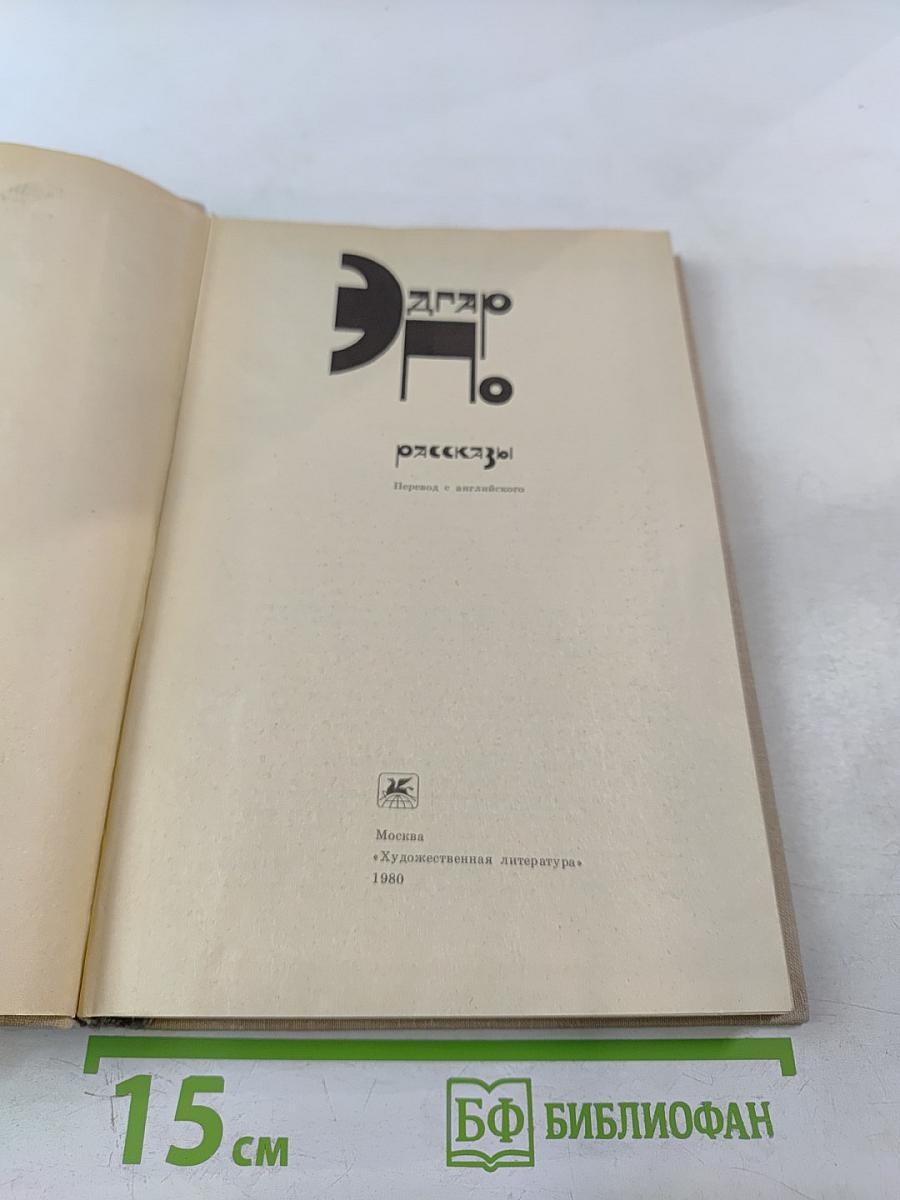 Эдгар
По
рассказы
Перевод с английского
Москва
«Художественная литература»
1980
15 см
БФ БИБЛИОФАН